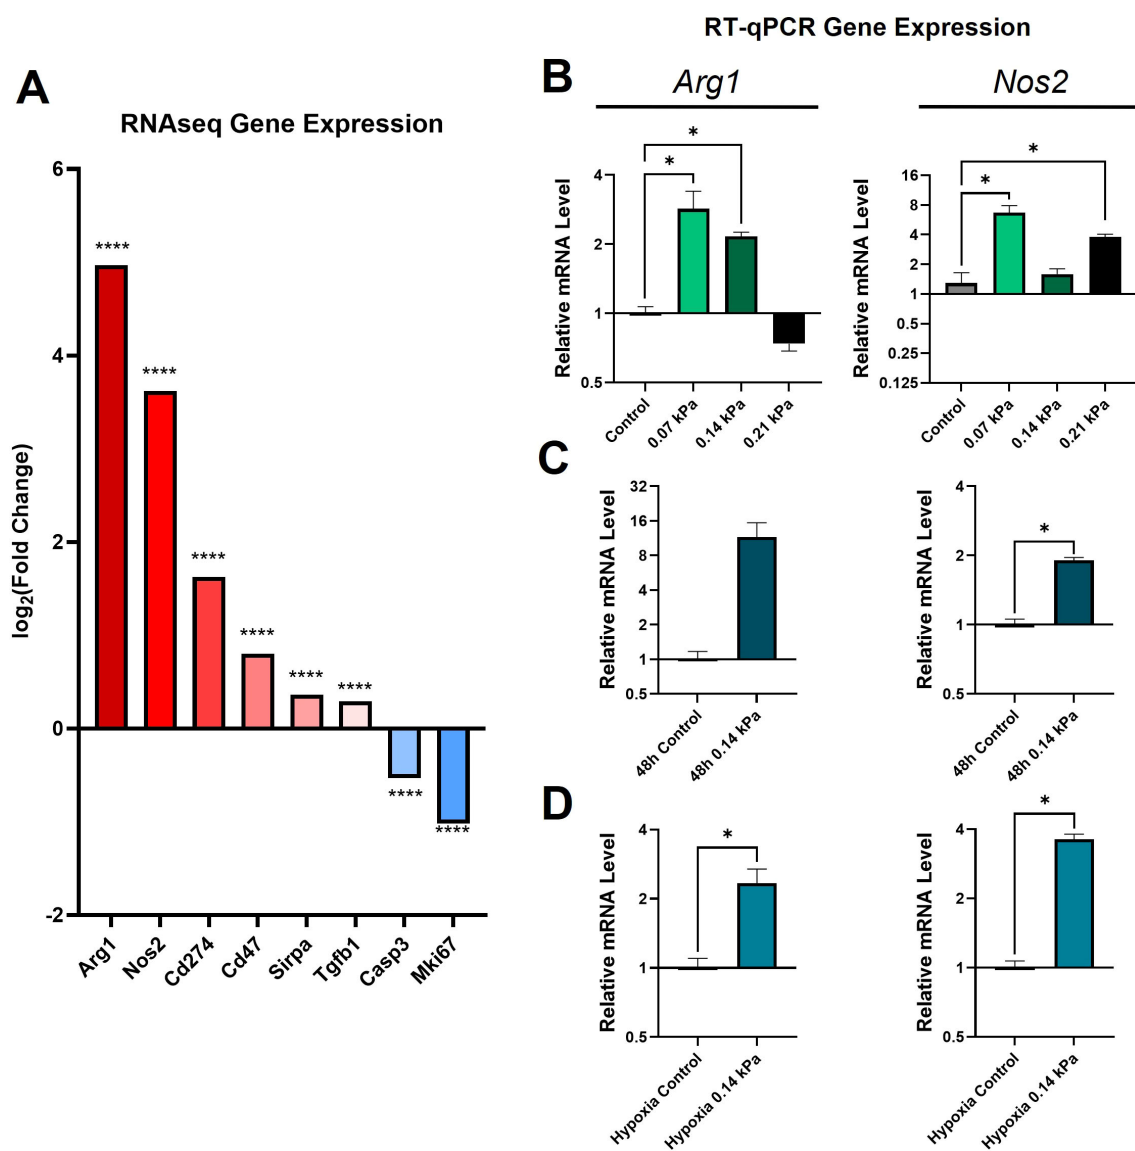 RT-qPCR Gene Expression
A
RNAseq Gene Expression
log2(Fold Change)
6
4
2
0
-2
****
****
****
****
****
****
****
****
Arg1
Nos2
Cd274
Cd47
Sirpa
Tgfb1
Casp3
Mki67
B
Arg1
Relative mRNA Level
4
2
1
0.5
*
*
Control
0.07 kPa
0.14 kPa
0.21 kPa
Nos2
Relative mRNA Level
16
8
4
2
1
0.5
0.25
0.125
*
*
Control
0.07 kPa
0.14 kPa
0.21 kPa
C
Relative mRNA Level
32
16
8
4
2
1
0.5
48h Control
48h 0.14 kPa
Relative mRNA Level
4
2
1
0.5
*
48h Control
48h 0.14 kPa
D
Relative mRNA Level
4
2
1
0.5
*
Hypoxia Control
Hypoxia 0.14 kPa
Relative mRNA Level
4
2
1
0.5
*
Hypoxia Control
Hypoxia 0.14 kPa